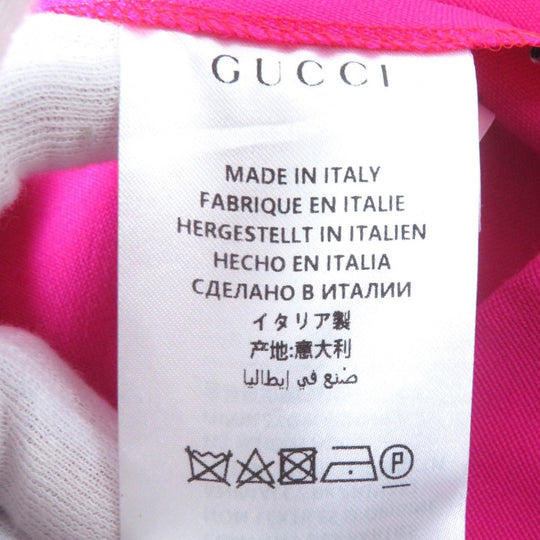 GUCCI
MADE IN ITALY
FABRIQUE EN ITALIE
HERGESTELLT IN ITALIEN
HECHO EN ITALIA
СДЕЛАНО В ИТАЛИИ
イタリア製
产地:意大利
صنع في إيطاليا
P